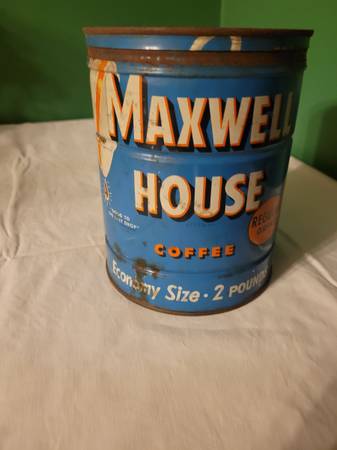 MAXWELL
HOUSE
COFFEE
Economy Size · 2 POUNDS